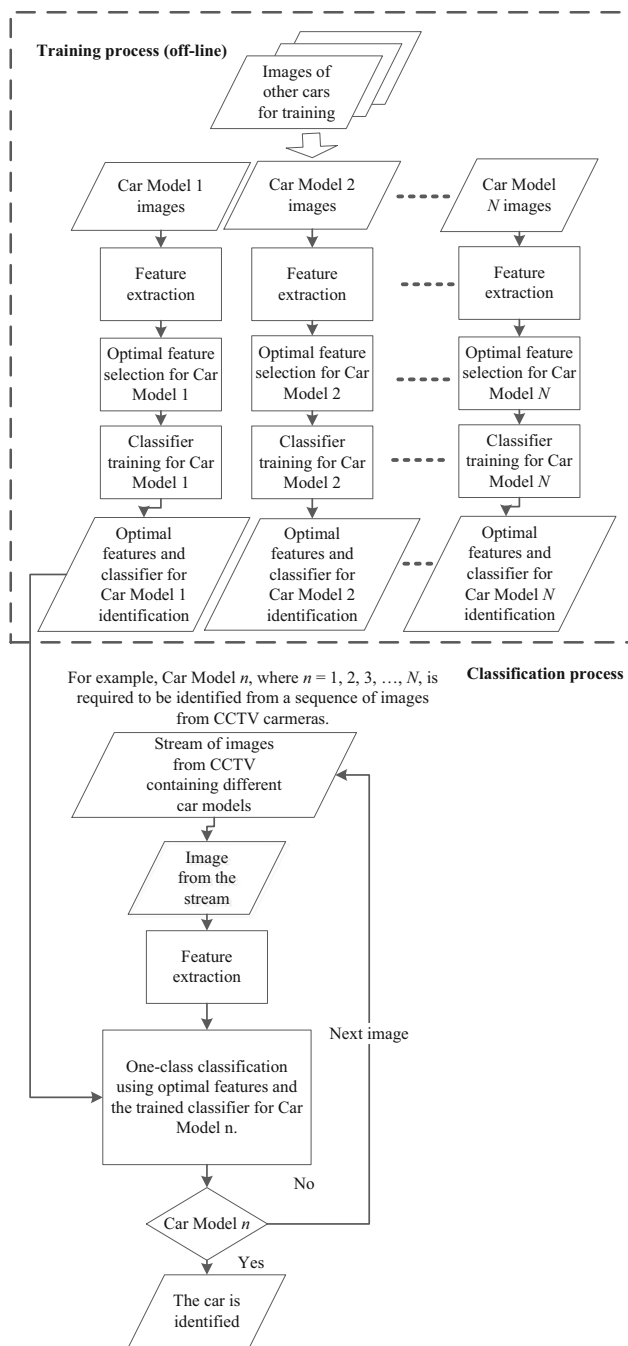 Training process (off-line)
Images of
other cars
for training
Car Model 1
images
Car Model 2
images
Car Model
N images
Feature
extraction
Feature
extraction
Feature
extraction
Optimal feature
selection for Car
Model 1
Optimal feature
selection for Car
Model 2
Optimal feature
selection for Car
Model N
Classifier
training for Car
Model 1
Classifier
training for Car
Model 2
Classifier
training for Car
Model N
Optimal
features and
classifier for
Car Model 1
identification
Optimal
features and
classifier for
Car Model 2
identification
Optimal
features and
classifier for
Car Model N
identification
Classification process
For example, Car Model n, where n = 1, 2, 3, …, N, is
required to be identified from a sequence of images
from CCTV carmeras.
Stream of images
from CCTV
containing different
car models
Image
from the
stream
Feature
extraction
Next image
One-class classification
using optimal features and
the trained classifier for Car
Model n.
No
Car Model n
Yes
The car is
identified